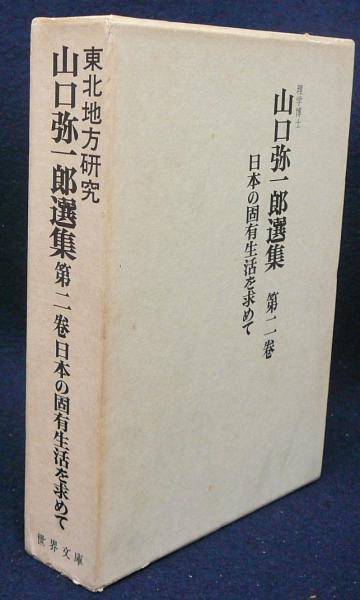 東北地方研究
山口弥一郎選集 第二巻 日本の固有生活を求めて
世界文庫
理学博士
山口弥一郎選集 第二巻
日本の固有生活を求めて